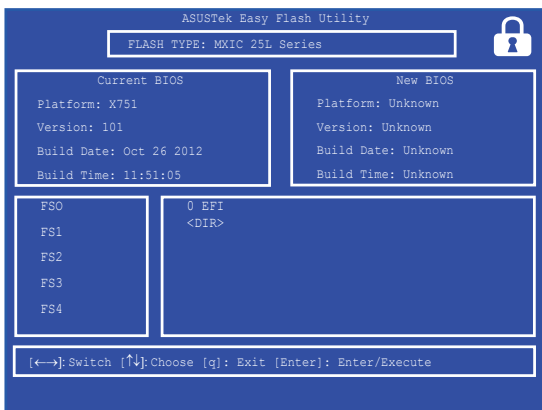 ASUSTek Easy Flash Utility
FLASH TYPE: MXIC 25L Series
Current BIOS
Platform: X751
Version: 101
Build Date: Oct 26 2012
Build Time: 11:51:05
New BIOS
Platform: Unknown
Version: Unknown
Build Date: Unknown
Build Time: Unknown
FSO
FS1
FS2
FS3
FS4
0 EFI
<DIR>
[←→]: Switch [↑↓]: Choose [q]: Exit [Enter]: Enter/Execute